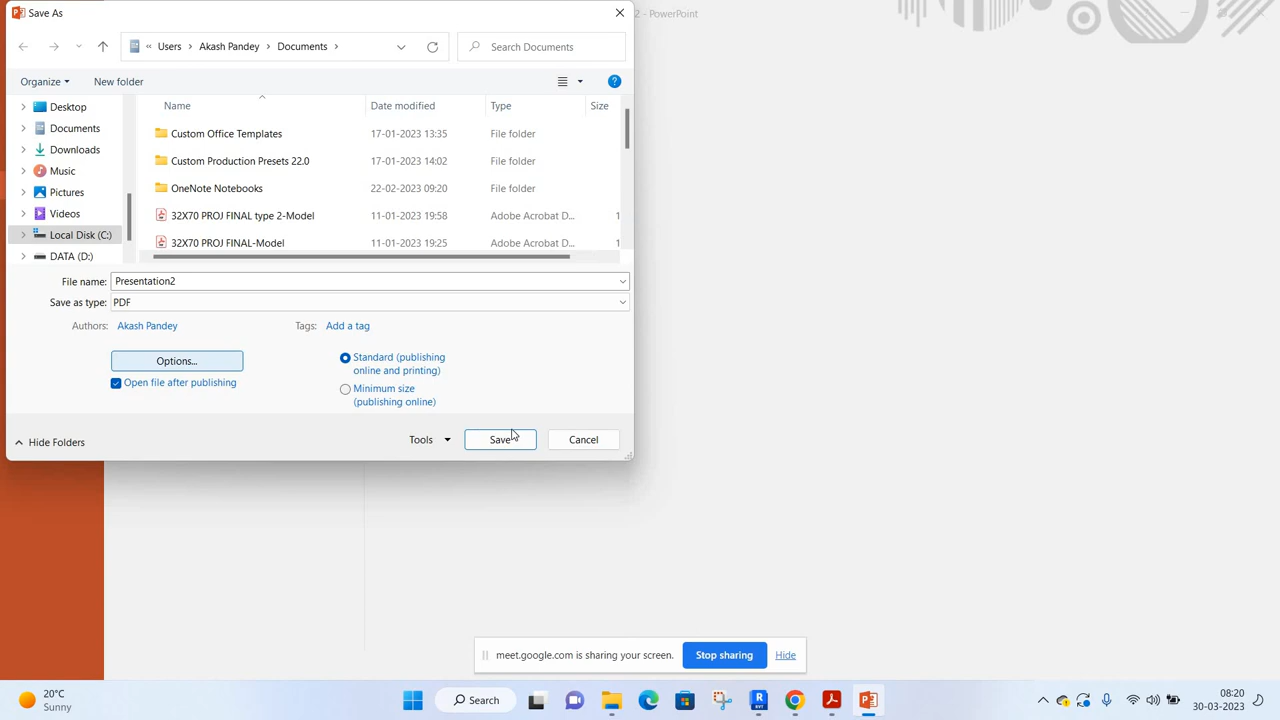 Save As
2 - PowerPoint
Users > Akash Pandey > Documents >
Search Documents
Organize
New folder
Name Date modified Type Size
Desktop
Documents
Downloads
Music
Pictures
Videos
Local Disk (C:)
DATA (D:)
Custom Office Templates 17-01-2023 13:35 File folder
Custom Production Presets 22.0 17-01-2023 14:02 File folder
OneNote Notebooks 22-02-2023 09:20 File folder
32X70 PROJ FINAL type 2-Model 11-01-2023 19:58 Adobe Acrobat D... 1
32X70 PROJ FINAL-Model 11-01-2023 19:25 Adobe Acrobat D... 1
File name: Presentation2
Save as type: PDF
Authors: Akash Pandey
Tags: Add a tag
Options...
Open file after publishing
Standard (publishing
online and printing)
Minimum size
(publishing online)
Hide Folders
Tools
Save
Cancel
meet.google.com is sharing your screen.
Stop sharing
Hide
20°C
Sunny
Search
08:20
30-03-2023